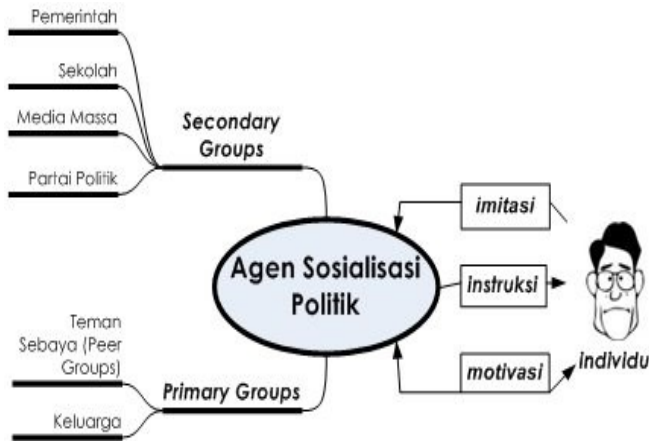 Pemerintah
Sekolah
Media Massa
Partai Politik
Secondary
Groups
Agen Sosialisasi
Politik
imitasi
instruksi
motivasi
individu
Teman
Sebaya (Peer
Groups)
Keluarga
Primary Groups